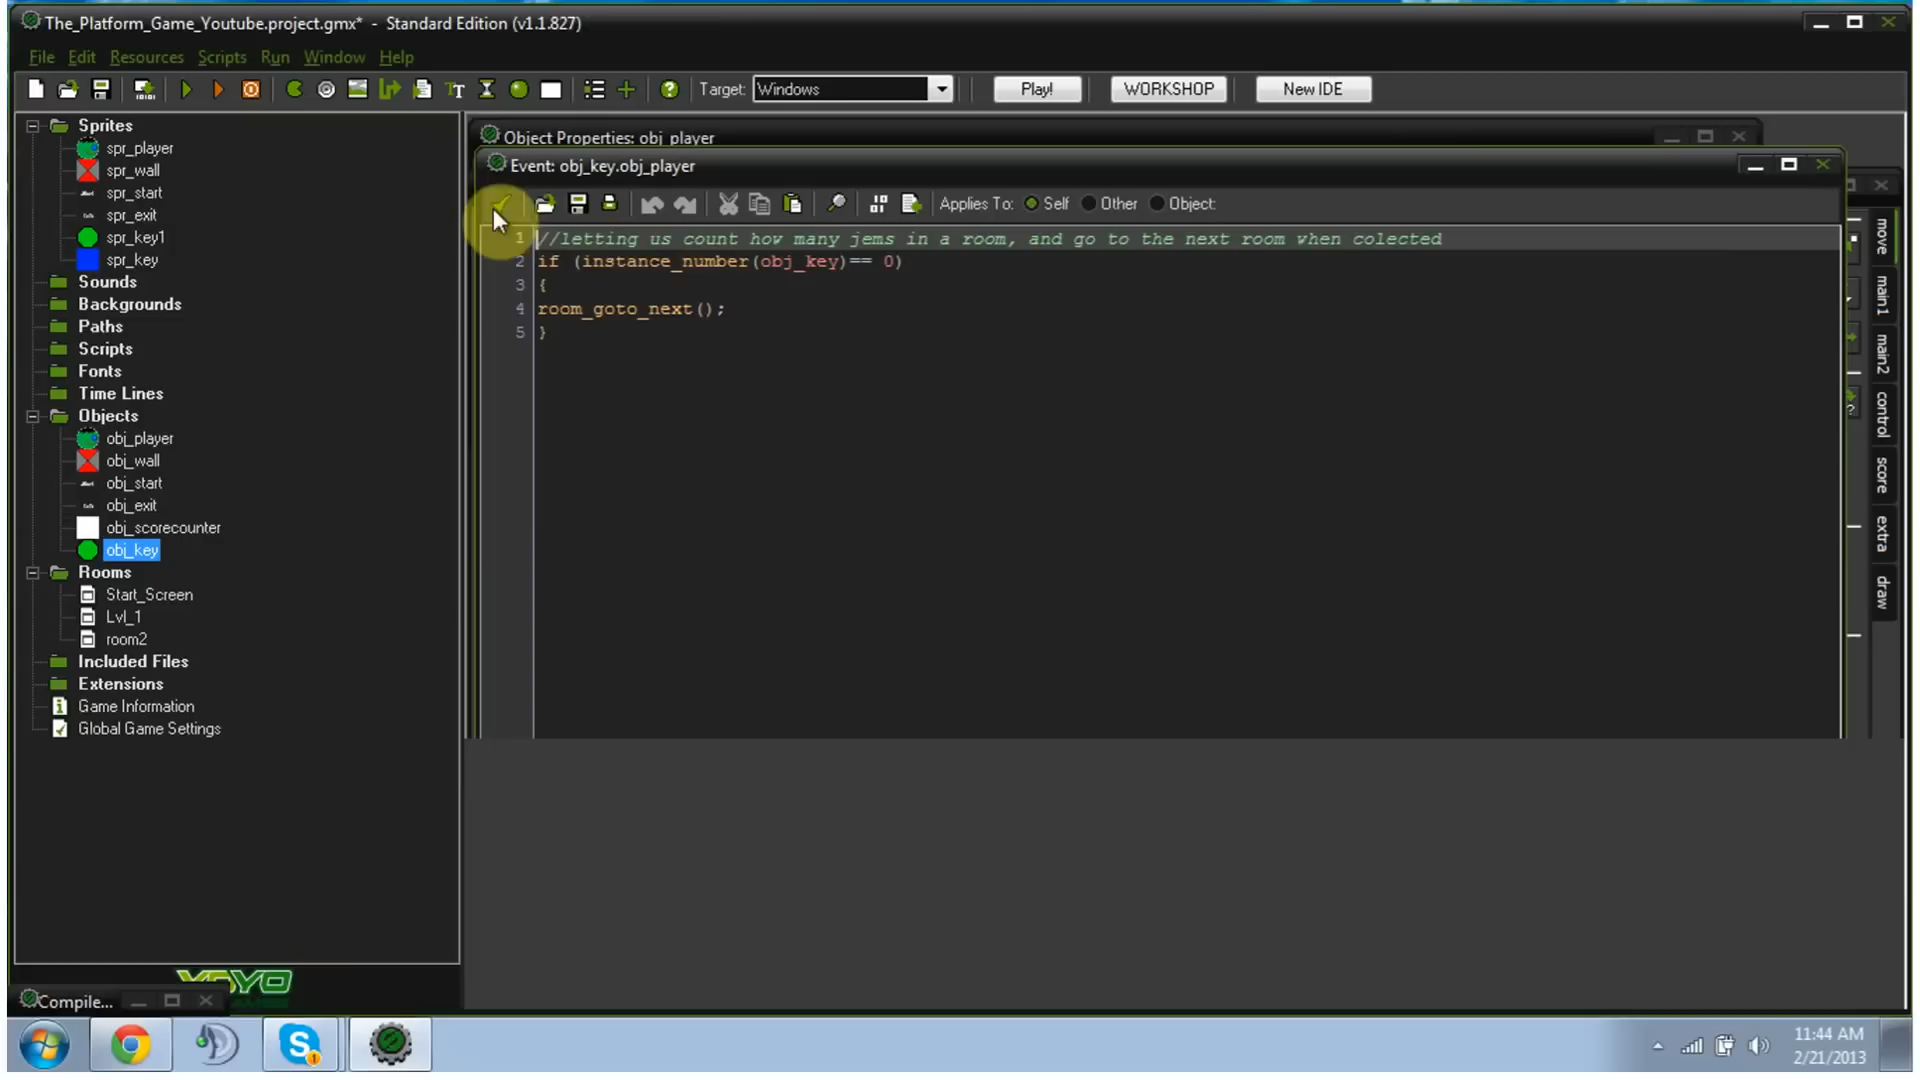 The_Platform_Game_Youtube.project.gmx* - Standard Edition (v1.1.827)
File Edit Resources Scripts Run Window Help
Target: Windows Play! WORKSHOP New IDE
Sprites
spr_player
spr_wall
spr_start
spr_exit
spr_key1
spr_key
Sounds
Backgrounds
Paths
Scripts
Fonts
Time Lines
Objects
obj_player
obj_wall
obj_start
obj_exit
obj_scorecounter
obj_key
Rooms
Start_Screen
Lvl_1
room2
Included Files
Extensions
Game Information
Global Game Settings
Object Properties: obj_player
Event: obj_key.obj_player
Applies To: Self Other Object:
1 //letting us count how many jems in a room, and go to the next room when colected
2 if (instance_number(obj_key)== 0)
3 {
4 room_goto_next();
5 }
move
main1
main2
control
score
extra
draw
YOYO
Compile...
11:44 AM
2/21/2013